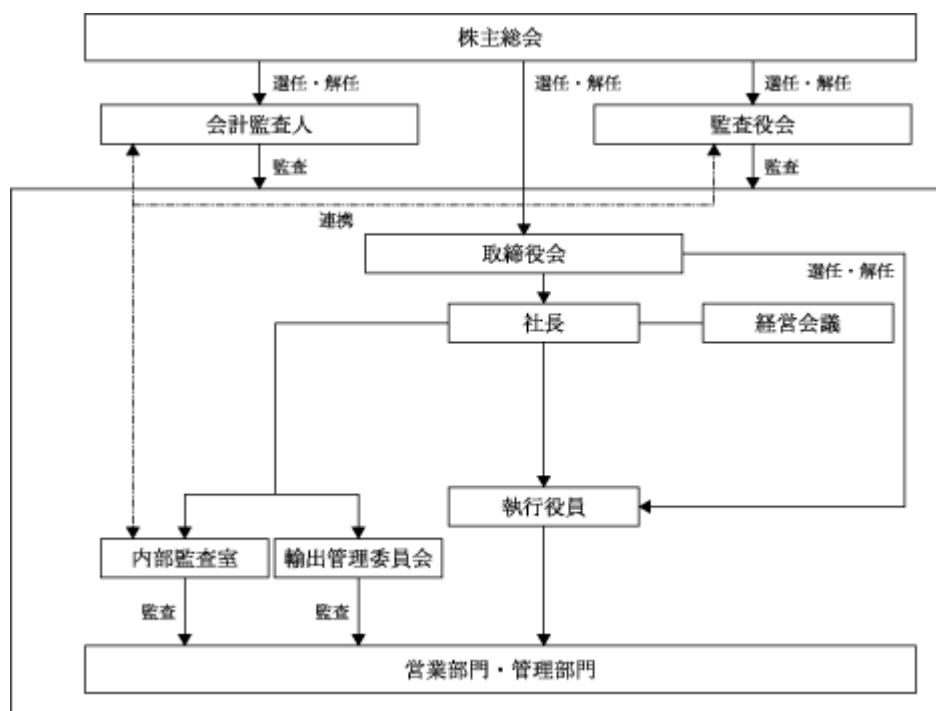 株主総会
選任・解任
選任・解任
選任・解任
会計監査人
監査役会
監査
監査
連携
取締役会
選任・解任
社長
経営会議
執行役員
内部監査室
輸出管理委員会
監査
監査
営業部門・管理部門